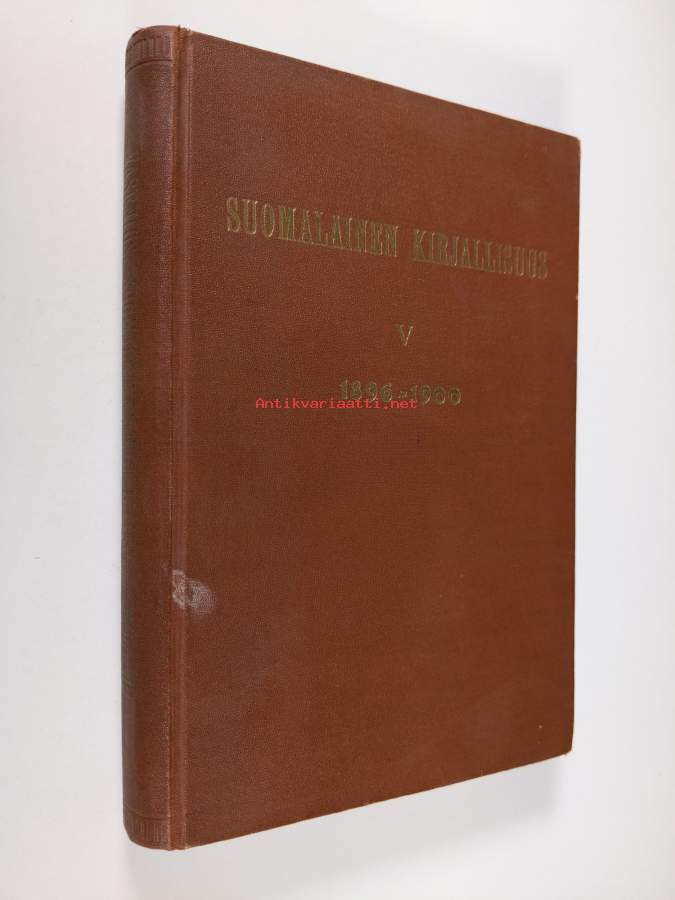 SUOMALAINEN KIRJALLISUUS
V
1896-1900
Antikvariaatti.net